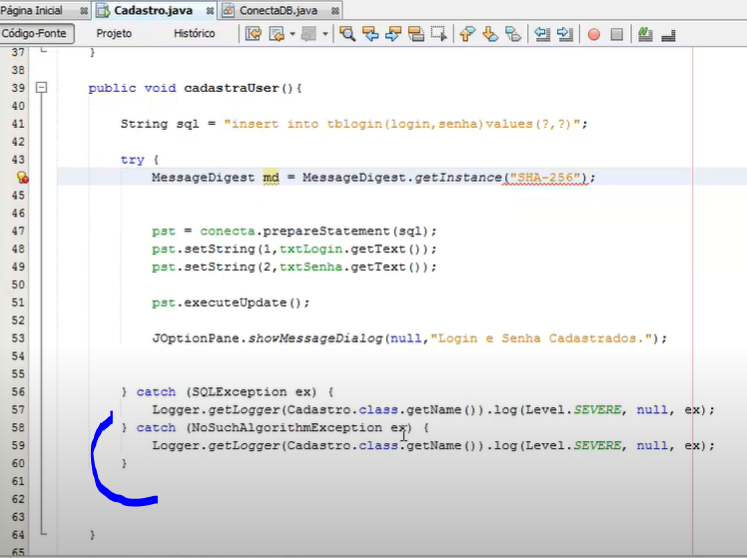 Página Inicial Cadastro.java ConectaDB.java
Código-Fonte Projeto Histórico
37 }
38
39 public void cadastraUser(){
40
41 String sql = "insert into tblogin(login,senha)values(?,?)";
42
43 try {
MessageDigest md = MessageDigest.getInstance("SHA-256");
45
46
47 pst = conecta.prepareStatement(sql);
48 pst.setString(1,txtLogin.getText());
49 pst.setString(2,txtSenha.getText());
50
51 pst.executeUpdate();
52
53 JOptionPane.showMessageDialog(null,"Login e Senha Cadastrados.");
54
55
56 } catch (SQLException ex) {
57 Logger.getLogger(Cadastro.class.getName()).log(Level.SEVERE, null, ex);
58 } catch (NoSuchAlgorithmException ex) {
59 Logger.getLogger(Cadastro.class.getName()).log(Level.SEVERE, null, ex);
60 }
61
62
63
64 }
65